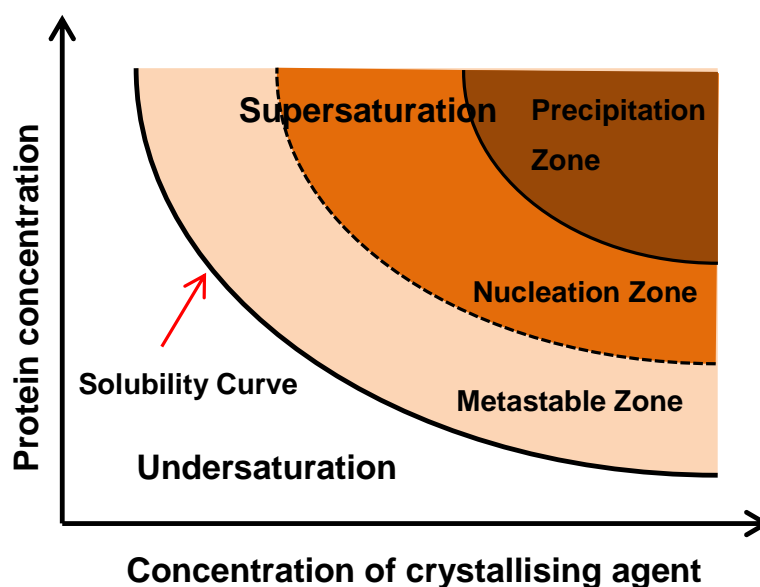 Protein concentration
Supersaturation
Precipitation
Zone
Nucleation Zone
Solubility Curve
Metastable Zone
Undersaturation
Concentration of crystallising agent